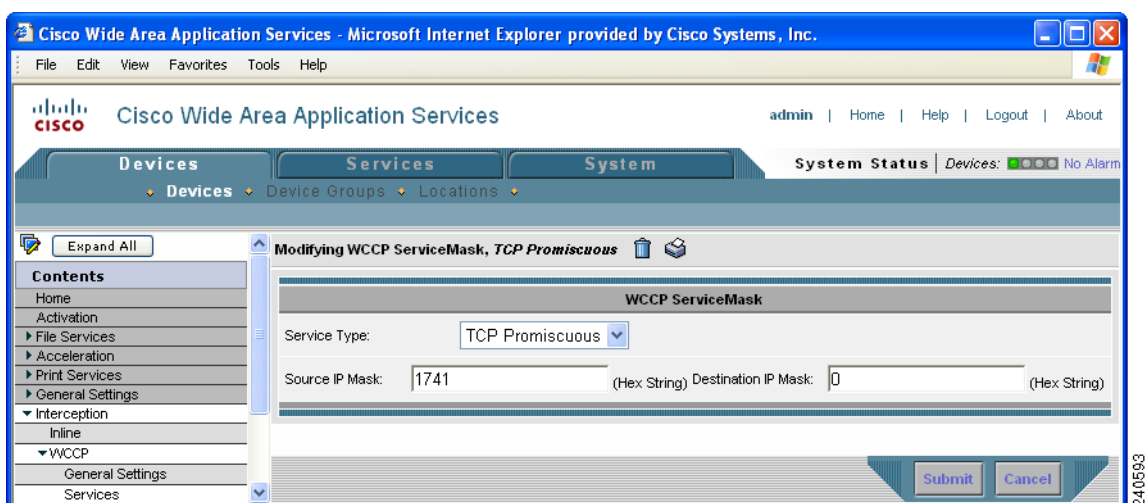 Cisco Wide Area Application Services - Microsoft Internet Explorer provided by Cisco Systems, Inc.
File Edit View Favorites Tools Help
CISCO Cisco Wide Area Application Services admin | Home | Help | Logout | About
Devices Services System System Status | Devices: No Alarm
Devices Device Groups Locations
Expand All
Modifying WCCP ServiceMask, TCP Promiscuous
Contents
Home
Activation
File Services
Acceleration
Print Services
General Settings
Interception
Inline
WCCP
General Settings
Services
WCCP ServiceMask
Service Type: TCP Promiscuous
Source IP Mask: 1741 (Hex String) Destination IP Mask: 0 (Hex String)
Submit Cancel
240593